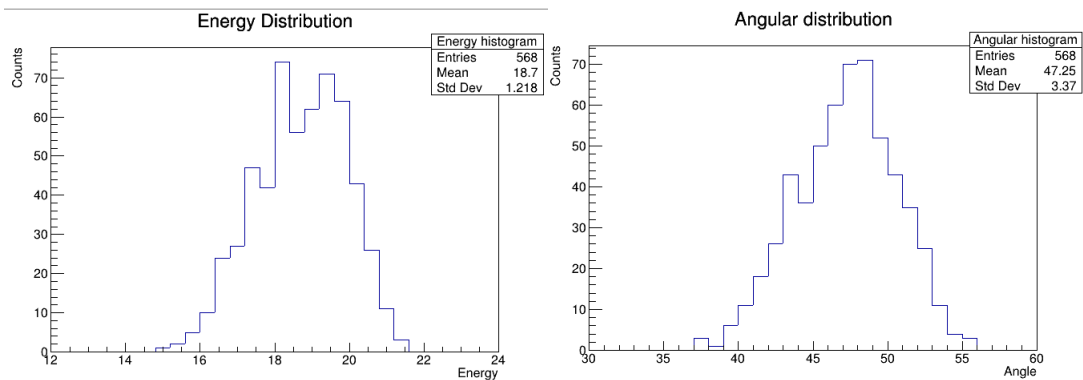 Energy Distribution
Counts
Energy histogram
Entries 568
Mean 18.7
Std Dev 1.218
70
60
50
40
30
20
10
0
12 14 16 18 20 22 24
Energy
Angular distribution
Counts
Angular histogram
Entries 568
Mean 47.25
Std Dev 3.37
70
60
50
40
30
20
10
0
30 35 40 45 50 55 60
Angle